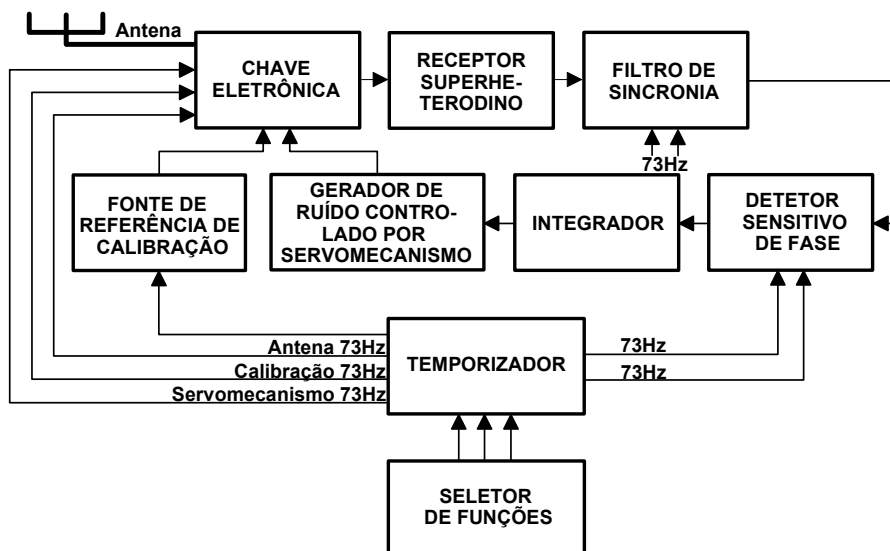 Antena
CHAVE
ELETRÔNICA
RECEPTOR
SUPERHE-
TERODINO
FILTRO DE
SINCRONIA
73Hz
FONTE DE
REFERÊNCIA DE
CALIBRAÇÃO
GERADOR DE
RUÍDO CONTRO-
LADO POR
SERVOMECANISMO
INTEGRADOR
DETETOR
SENSITIVO
DE FASE
Antena 73Hz
Calibração 73Hz
Servomecanismo 73Hz
TEMPORIZADOR
73Hz
73Hz
SELETOR
DE FUNÇÕES